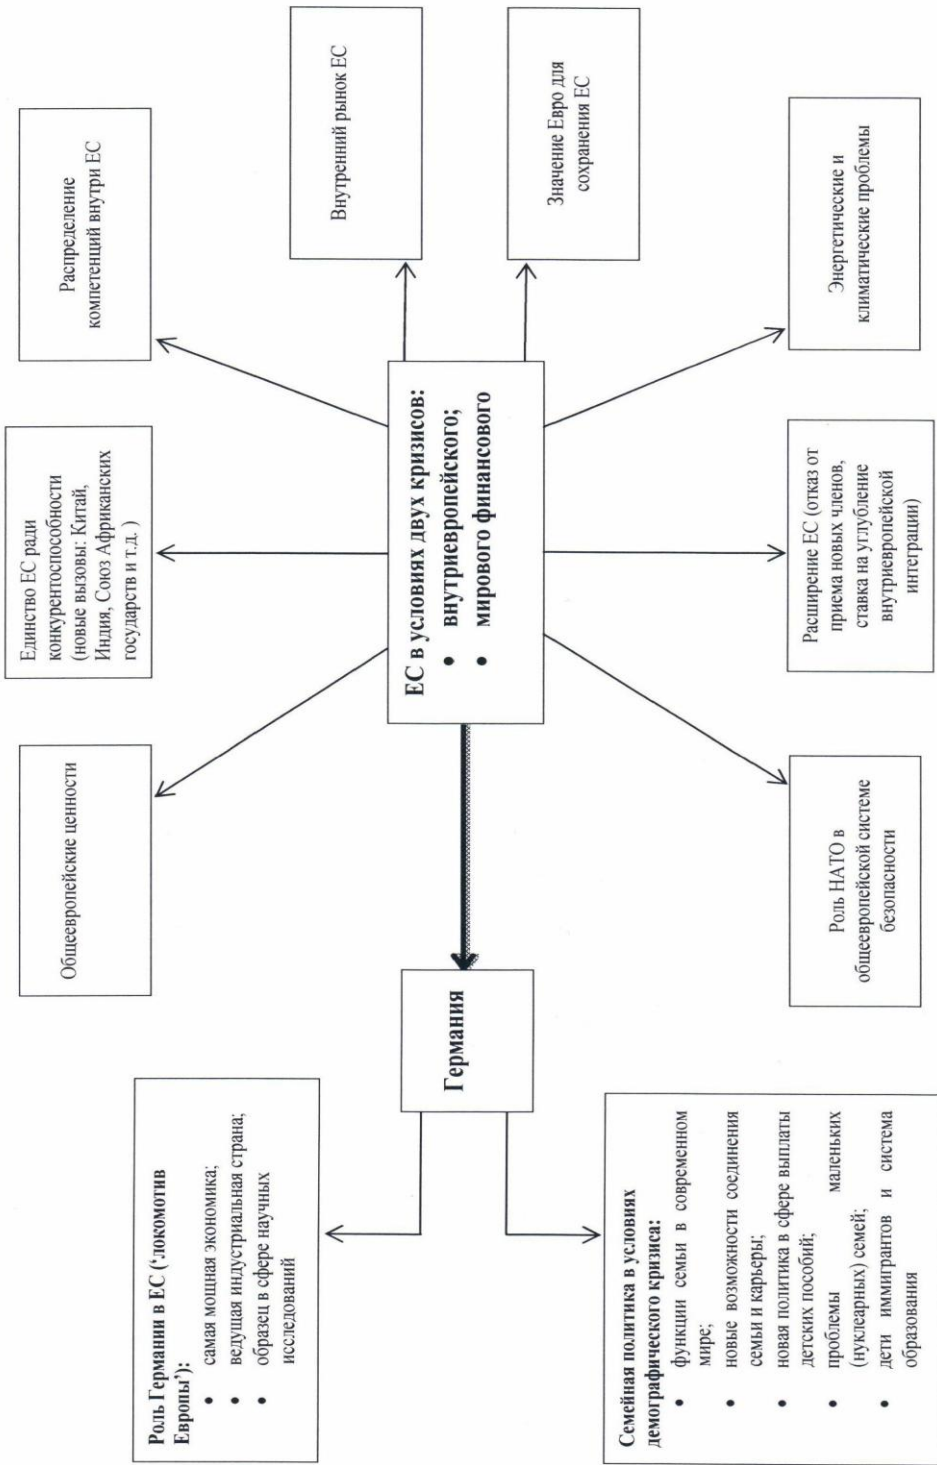 Роль Германии в ЕС (‘локомотив
Европы’):
• самая мощная экономика;
• ведущая индустриальная страна;
• образец в сфере научных
исследований
Общеевропейские ценности
Единство ЕС ради
конкурентоспособности
(новые вызовы: Китай,
Индия, Союз Африканских
государств и т.д. )
Распределение
компетенций внутри ЕС
Германия
ЕС в условиях двух кризисов:
• внутриевропейского;
• мирового финансового
Внутренний рынок ЕС
Значение Евро для
сохранения ЕС
Семейная политика в условиях
демографического кризиса:
• функции семьи в современном
мире;
• новые возможности соединения
семьи и карьеры;
• новая политика в сфере выплаты
детских пособий;
• проблемы маленьких
(нуклеарных) семей;
• дети иммигрантов и система
образования
Роль НАТО в
общеевропейской системе
безопасности
Расширение ЕС (отказ от
приема новых членов,
ставка на углубление
внутриевропейской
интеграции)
Энергетические и
климатические проблемы